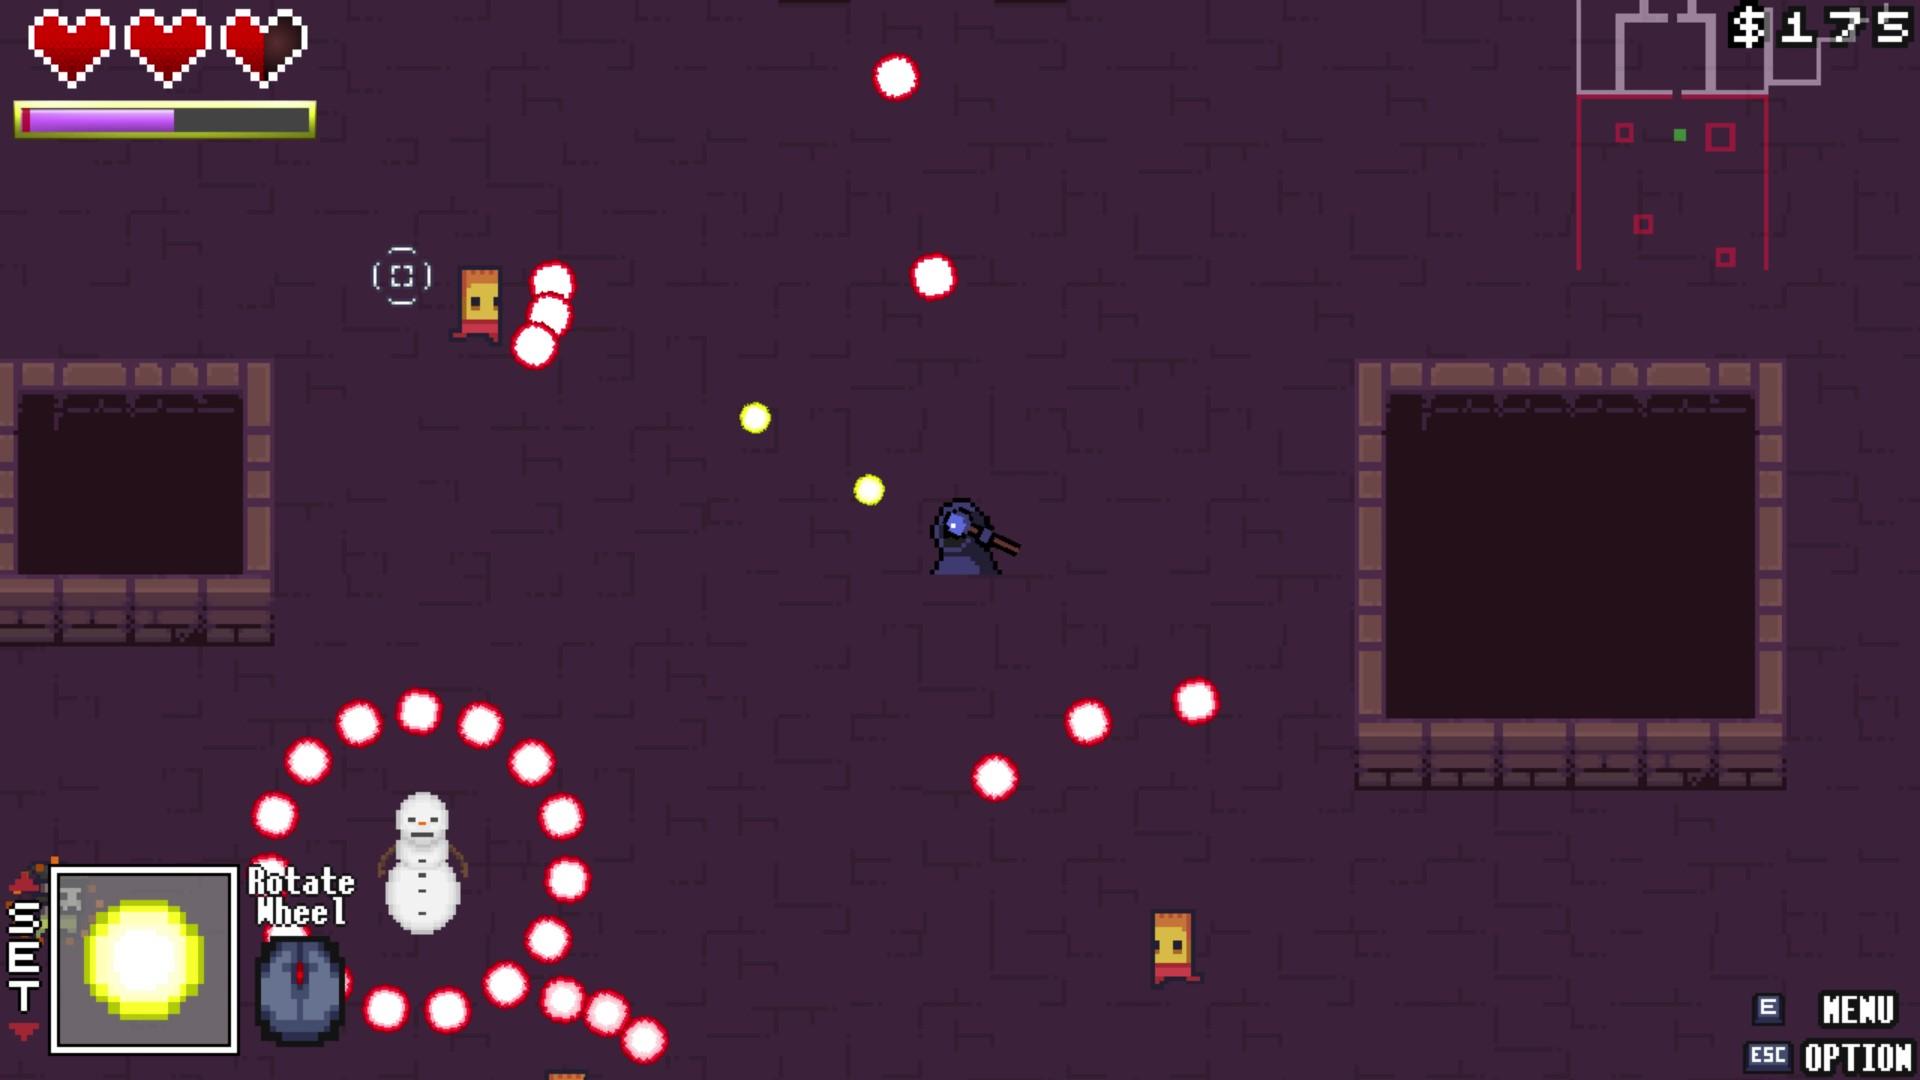 $175
Rotate
Wheel
SET
E MENU
ESC OPTION